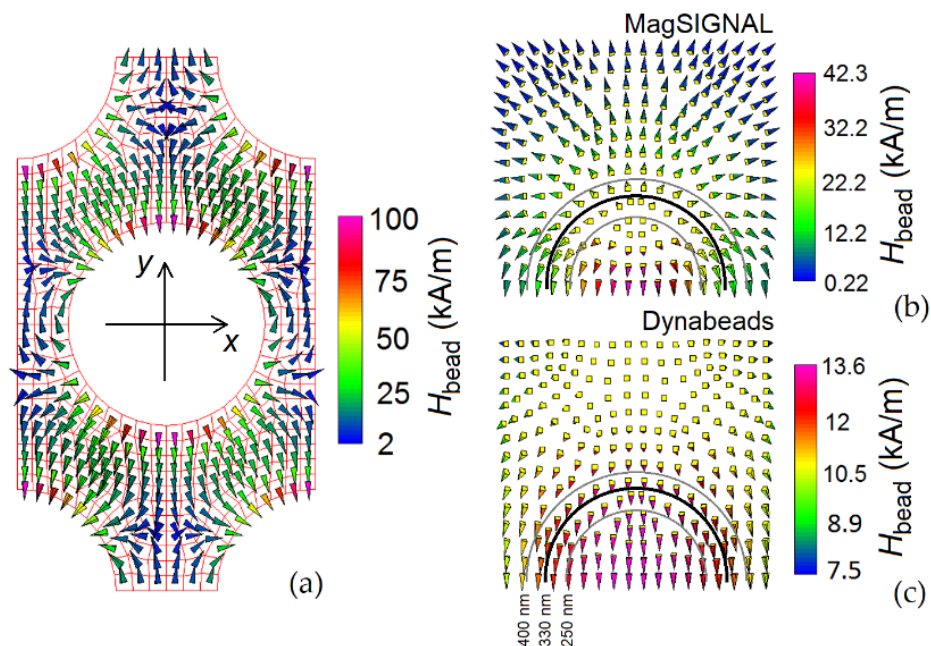 y
x
(a)
100
75
50
25
2
H_bead (kA/m)
MagSIGNAL
42.3
32.2
22.2
12.2
0.22
H_bead (kA/m)
(b)
Dynabeads
13.6
12
10.5
8.9
7.5
H_bead (kA/m)
(c)
400 nm
330 nm
250 nm